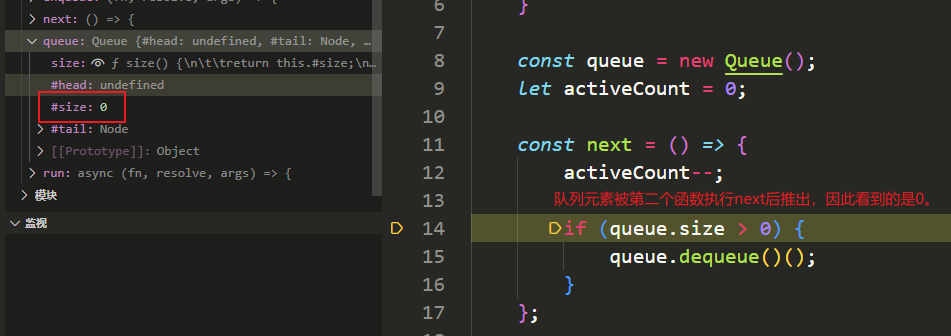 next: () => {
queue: Queue {#head: undefined, #tail: Node, …
size: ƒ size() {\n\t\treturn this.#size;\n…
#head: undefined
#size: 0
#tail: Node
[[Prototype]]: Object
run: async (fn, resolve, args) => {
模块
监视
6 }
7
8 const queue = new Queue();
9 let activeCount = 0;
10
11 const next = () => {
12 activeCount--;
13 队列元素被第二个函数执行next后推出，因此看到的是0。
14 if (queue.size > 0) {
15 queue.dequeue()();
16 }
17 };